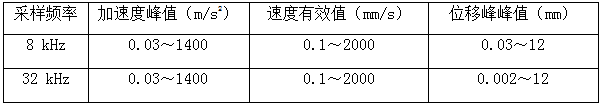 采样频率 加速度峰值（m/s²） 速度有效值（mm/s） 位移峰峰值（mm）
8 kHz 0.03～1400 0.1～2000 0.03～12
32 kHz 0.03～1400 0.1～2000 0.002～12